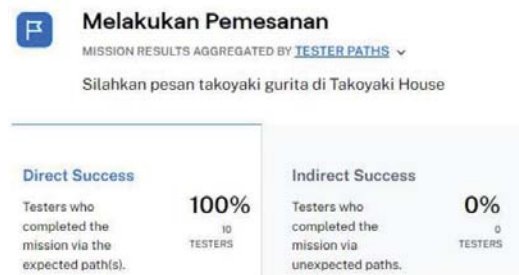 Melakukan Pemesanan
MISSION RESULTS AGGREGATED BY TESTER PATHS
Silahkan pesan takoyaki gurita di Takoyaki House
Direct Success
Testers who completed the mission via the expected path(s).
100%
10
TESTERS
Indirect Success
Testers who completed the mission via unexpected paths.
0%
0
TESTERS